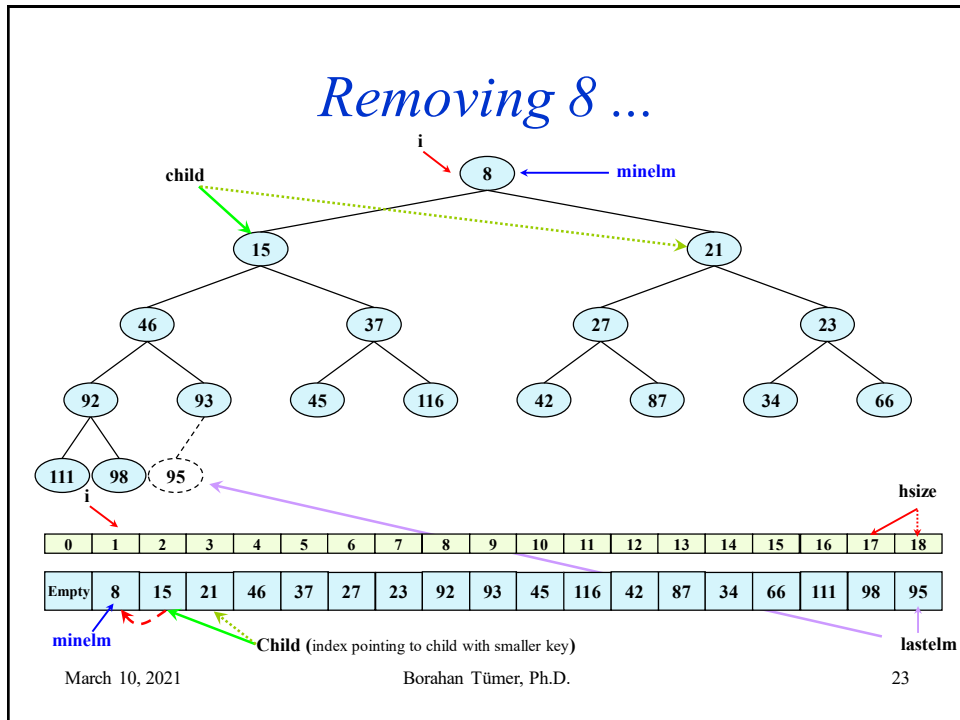 Removing 8 ...
i
8
minelm
child
15
21
46
37
27
23
92
93
45
116
42
87
34
66
111
98
95
i
hsize
0 1 2 3 4 5 6 7 8 9 10 11 12 13 14 15 16 17 18
Empty 8 15 21 46 37 27 23 92 93 45 116 42 87 34 66 111 98 95
minelm
Child (index pointing to child with smaller key)
lastelm
March 10, 2021
Borahan Tümer, Ph.D.
23